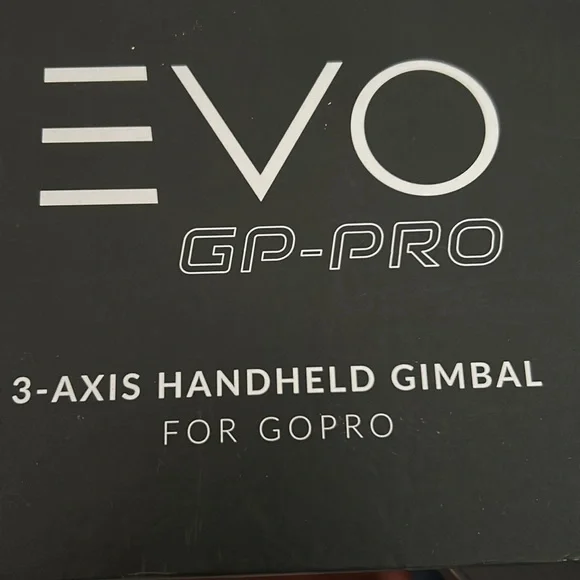 EVO
GP-PRO
3-AXIS HANDHELD GIMBAL
FOR GOPRO